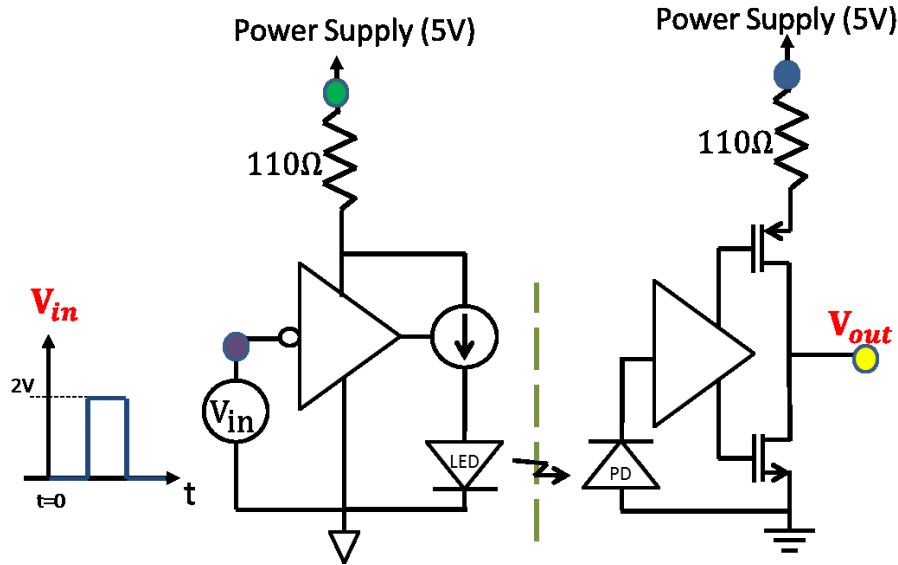 Power Supply (5V)
Power Supply (5V)
110Ω
110Ω
V_in
2V
t=0
t
V_in
LED
PD
V_out